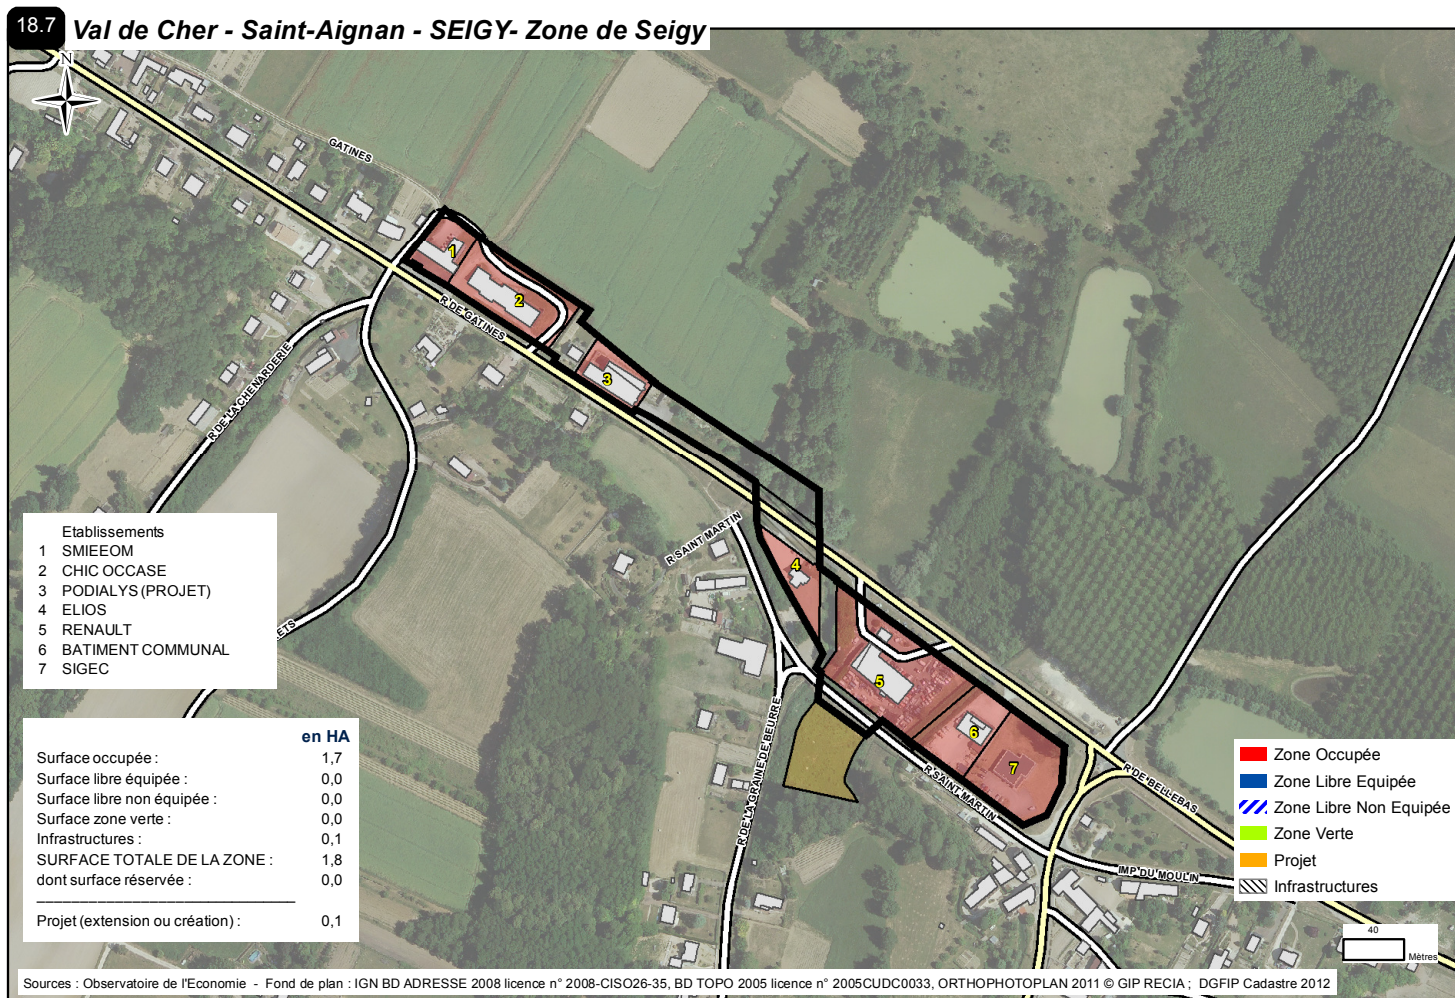 18.7
Val de Cher - Saint-Aignan - SEIGY- Zone de Seigy
N
GATINES
1
2
R DE GATINES
3
R DE LA CHENARDERIE
R SAINT MARTIN
4
5
6
7
R DE LA GRAINE DE BEURRE
R SAINT MARTIN
R DE BELLEBAS
IMP DU MOULIN
ETS
Etablissements
1 SMIEEOM
2 CHIC OCCASE
3 PODIALYS (PROJET)
4 ELIOS
5 RENAULT
6 BATIMENT COMMUNAL
7 SIGEC
en HA
Surface occupée : 1,7
Surface libre équipée : 0,0
Surface libre non équipée : 0,0
Surface zone verte : 0,0
Infrastructures : 0,1
SURFACE TOTALE DE LA ZONE : 1,8
dont surface réservée : 0,0
Projet (extension ou création) : 0,1
Zone Occupée
Zone Libre Equipée
Zone Libre Non Equipée
Zone Verte
Projet
Infrastructures
40
Mètres
Sources : Observatoire de l'Economie - Fond de plan : IGN BD ADRESSE 2008 licence n° 2008-CISO26-35, BD TOPO 2005 licence n° 2005CUDC0033, ORTHOPHOTOPLAN 2011 © GIP RECIA ; DGFIP Cadastre 2012